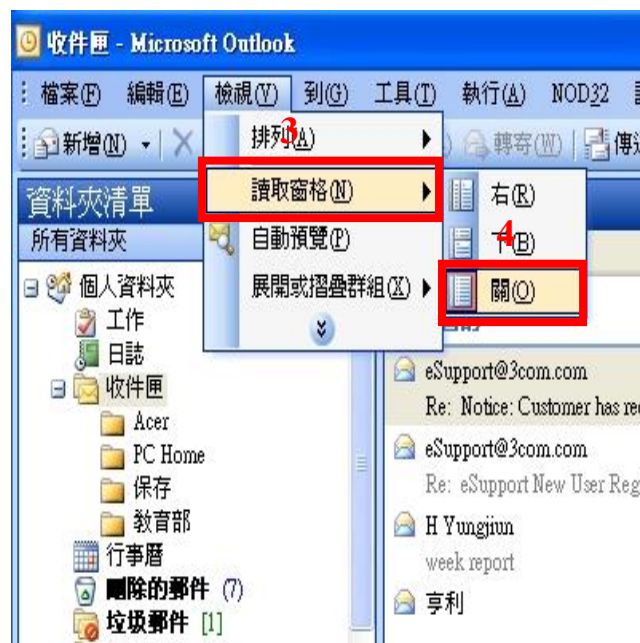 收件匣 - Microsoft Outlook
檔案(F) 編輯(E) 檢視(V) 到(G) 工具(T) 執行(A) NOD32
新增(N) 轉寄(W)
3
排列(A)
讀取窗格(N)
自動預覽(P)
展開或摺疊群組(X)
右(R)
下(B)
4
關(O)
資料夾清單
所有資料夾
個人資料夾
工作
日誌
收件匣
Acer
PC Home
保存
教育部
行事曆
刪除的郵件 (7)
垃圾郵件 [1]
eSupport@3com.com
Re: Notice: Customer has
eSupport@3com.com
Re: eSupport New User
H Yungjiun
week report
亨利